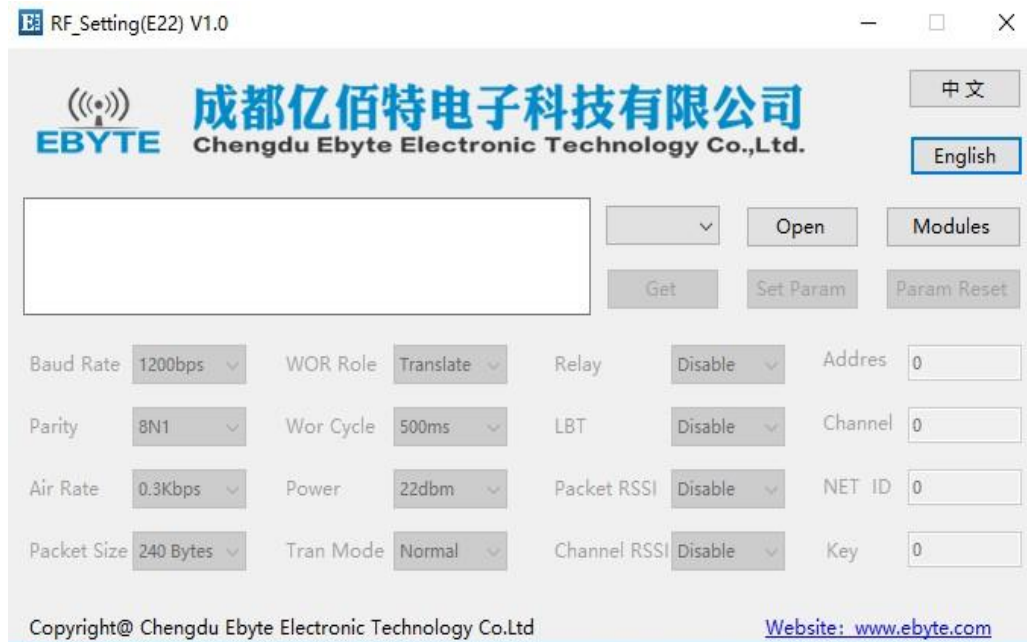 RF_Setting(E22) V1.0
EBYTE
成都亿佰特电子科技有限公司
Chengdu Ebyte Electronic Technology Co.,Ltd.
中文
English
Open
Modules
Get
Set Param
Param Reset
Baud Rate 1200bps WOR Role Translate Relay Disable Addres 0
Parity 8N1 Wor Cycle 500ms LBT Disable Channel 0
Air Rate 0.3Kbps Power 22dbm Packet RSSI Disable NET ID 0
Packet Size 240 Bytes Tran Mode Normal Channel RSSI Disable Key 0
Copyright@ Chengdu Ebyte Electronic Technology Co.Ltd Website: www.ebyte.com